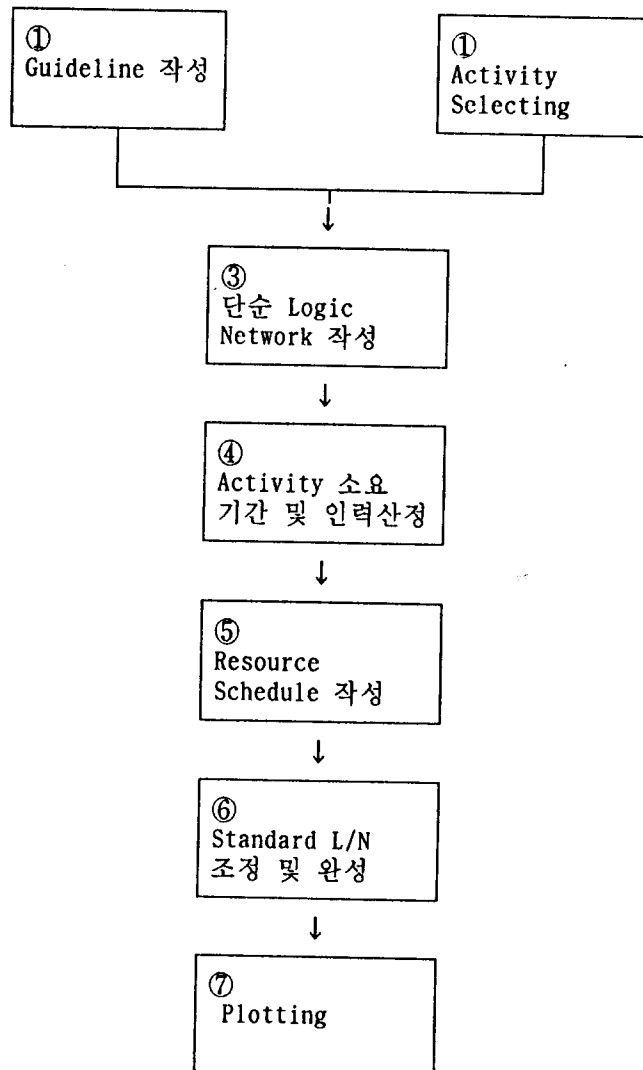 ①
Guideline 작성
①
Activity
Selecting
③
단순 Logic
Network 작성
④
Activity 소요
기간 및 인력산정
⑤
Resource
Schedule 작성
⑥
Standard L/N
조정 및 완성
⑦
Plotting